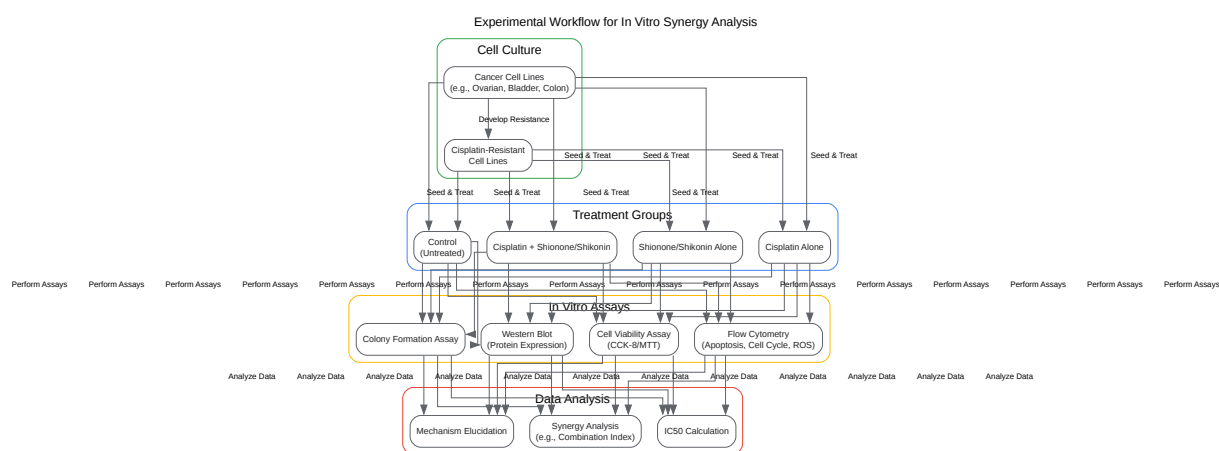 Experimental Workflow for In Vitro Synergy Analysis
Cell Culture
Cancer Cell Lines
(e.g., Ovarian, Bladder, Colon)
Develop Resistance
Cisplatin-Resistant
Cell Lines
Seed & Treat Seed & Treat Seed & Treat Seed & Treat
Seed & Treat Seed & Treat Seed & Treat Seed & Treat
Treatment Groups
Control
(Untreated)
Cisplatin + Shionone/Shikonin
Shionone/Shikonin Alone
Cisplatin Alone
Perform Assays Perform Assays Perform Assays Perform Assays Perform Assays Perform Assays Perform Assays Perform Assays Perform Assays Perform Assays Perform Assays Perform Assays Perform Assays Perform Assays Perform Assays Perform Assays
In Vitro Assays
Colony Formation Assay
Western Blot
(Protein Expression)
Cell Viability Assay
(CCK-8/MTT)
Flow Cytometry
(Apoptosis, Cell Cycle, ROS)
Analyze Data Analyze Data Analyze Data Analyze Data Analyze Data Analyze Data Analyze Data Analyze Data Analyze Data Analyze Data Analyze Data Analyze Data
Data Analysis
Mechanism Elucidation
Synergy Analysis
(e.g., Combination Index)
IC50 Calculation